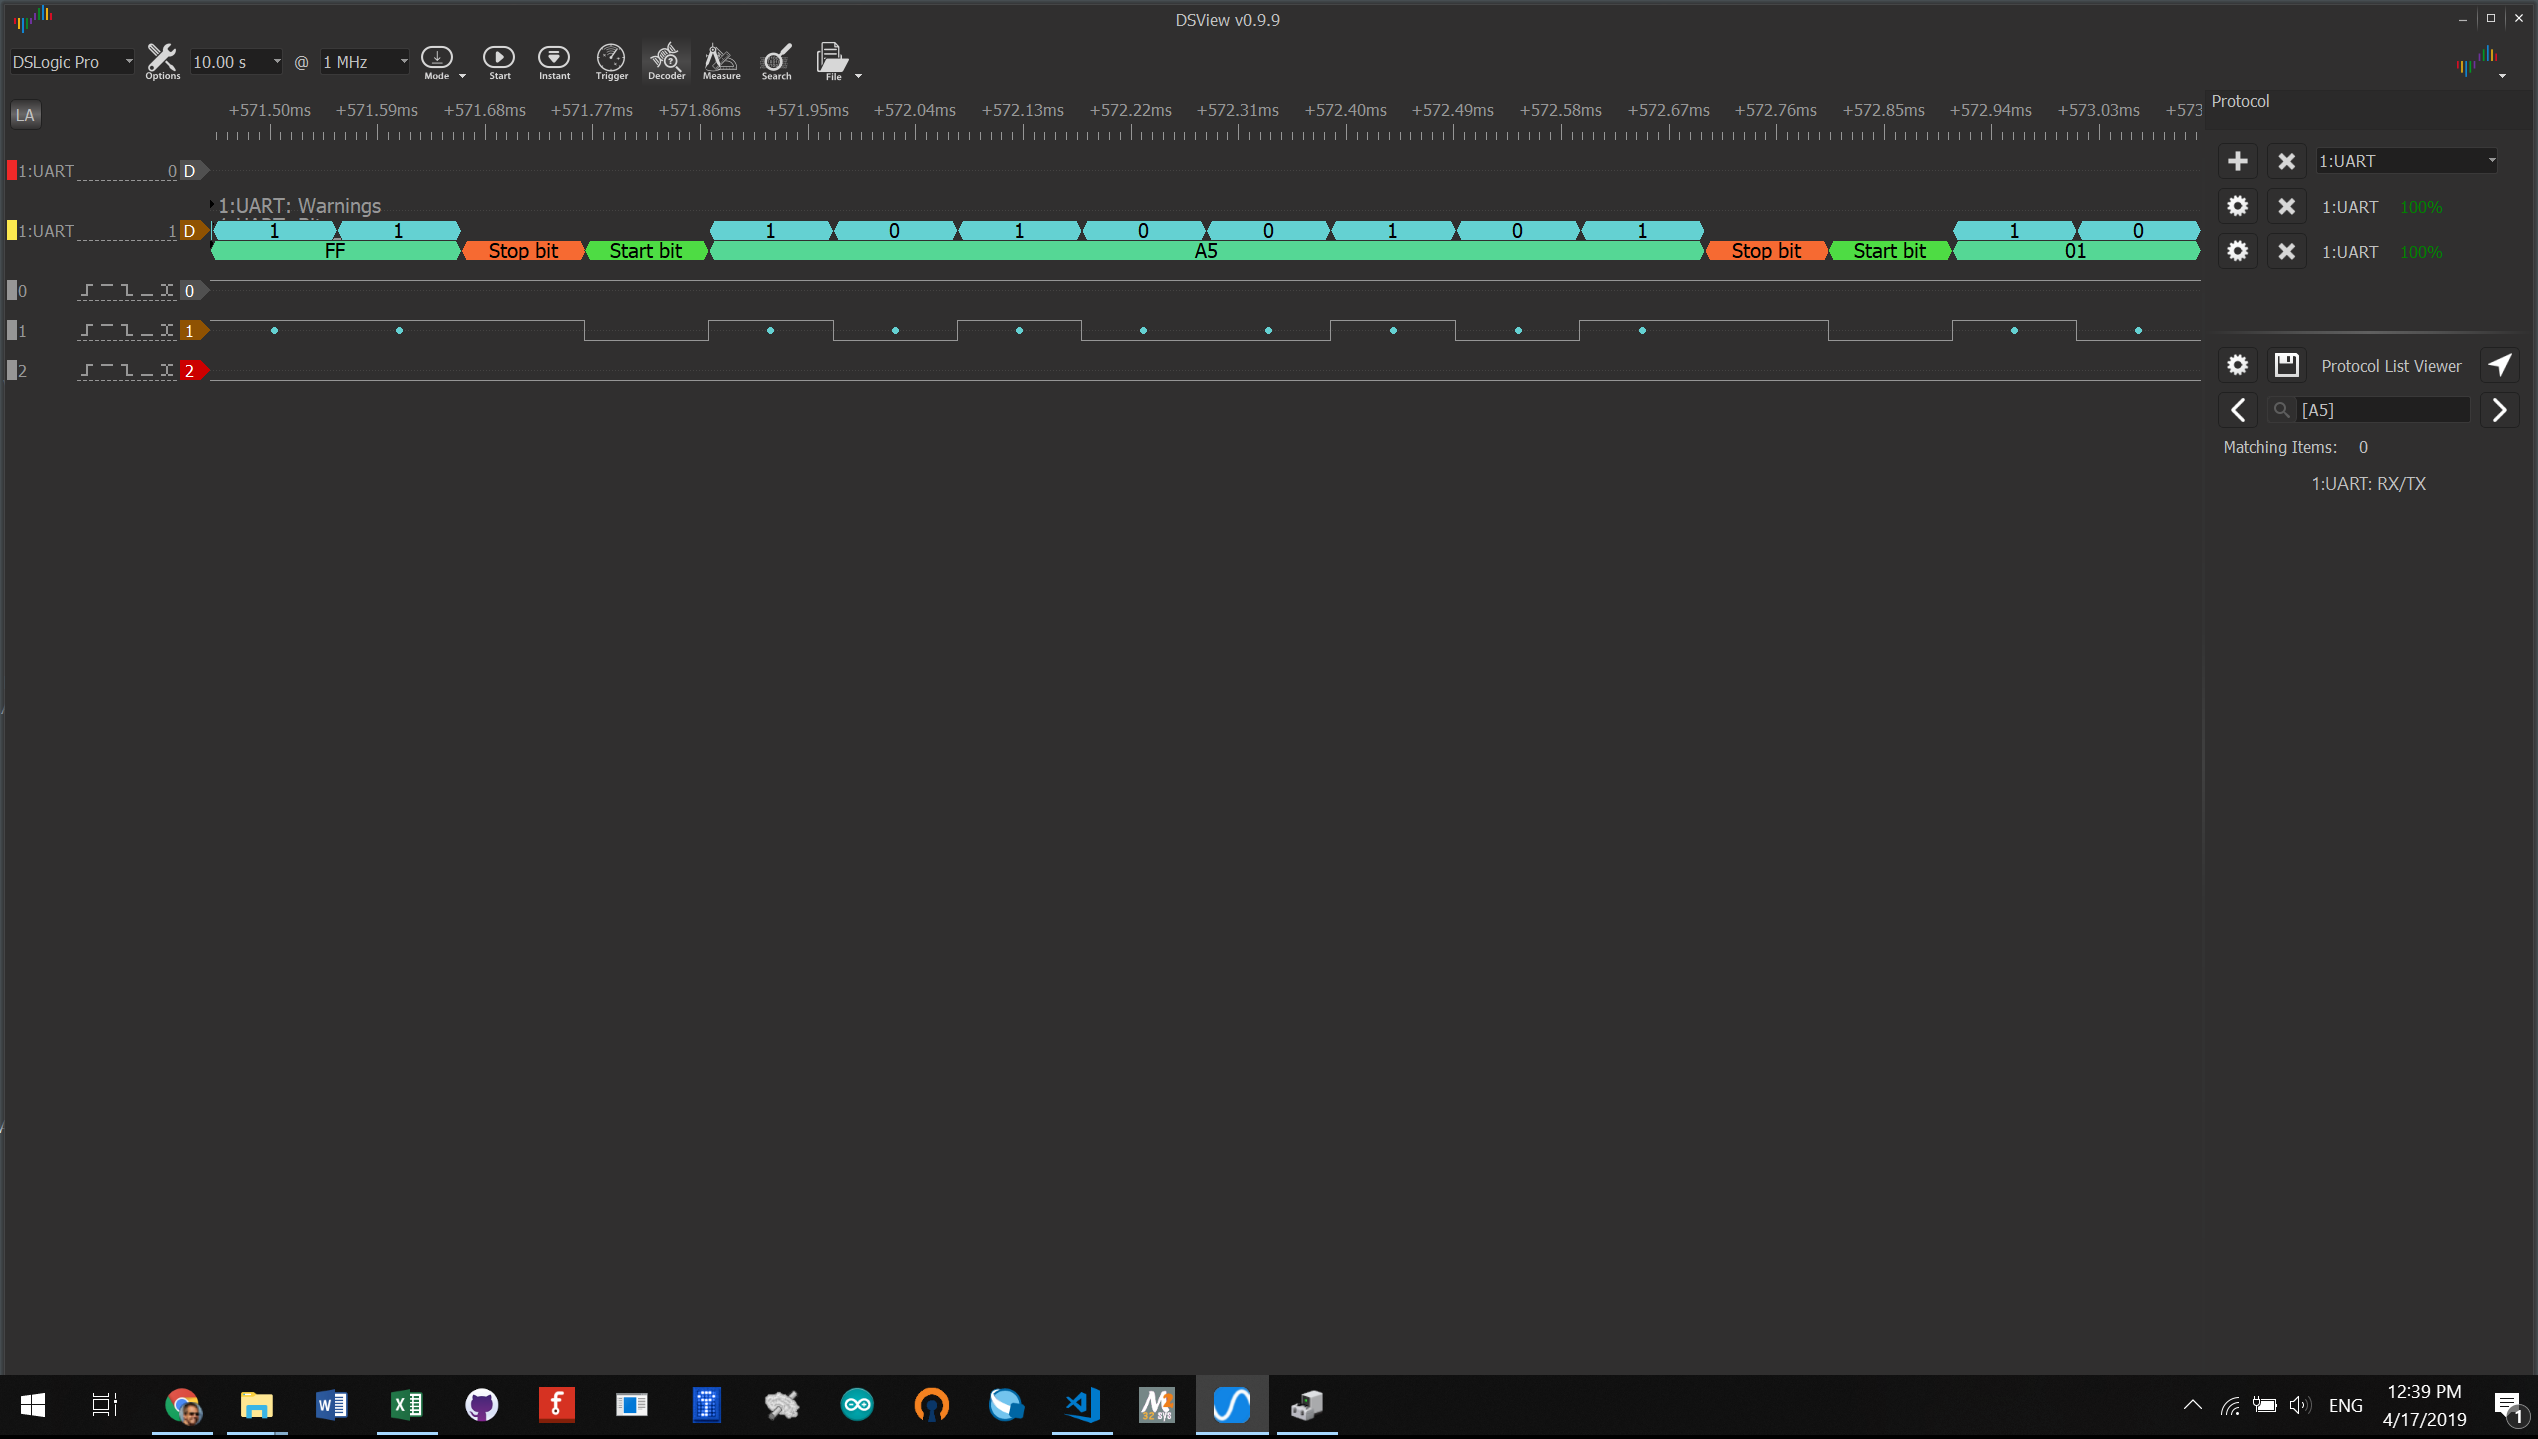 DSView v0.9.9
DSLogic Pro 10.00 s @ 1 MHz
Options Mode Start Instant Trigger Decoder Measure Search File
LA +571.50ms +571.59ms +571.68ms +571.77ms +571.86ms +571.95ms +572.04ms +572.13ms +572.22ms +572.31ms +572.40ms +572.49ms +572.58ms +572.67ms +572.76ms +572.85ms +572.94ms +573.03ms +573
1:UART 0 D
1:UART: Warnings
1:UART 1 D 1 1 1 0 1 0 0 1 0 1 1 0
FF Stop bit Start bit A5 Stop bit Start bit 01
0 0
1 1
2 2
Protocol
1:UART
1:UART 100%
1:UART 100%
Protocol List Viewer
[A5]
Matching Items: 0
1:UART: RX/TX
ENG
12:39 PM
4/17/2019
1